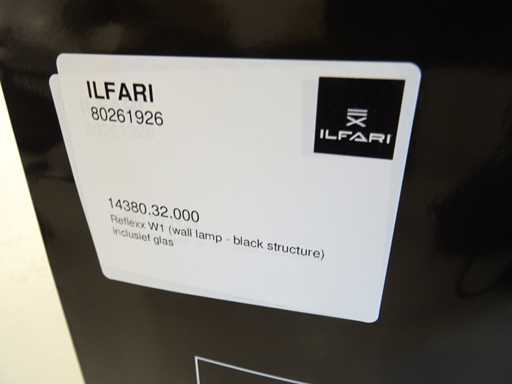 ILFARI
80261926
ILFARI
14380.32.000
Reflexx W1 (wall lamp - black structure)
inclusief glas